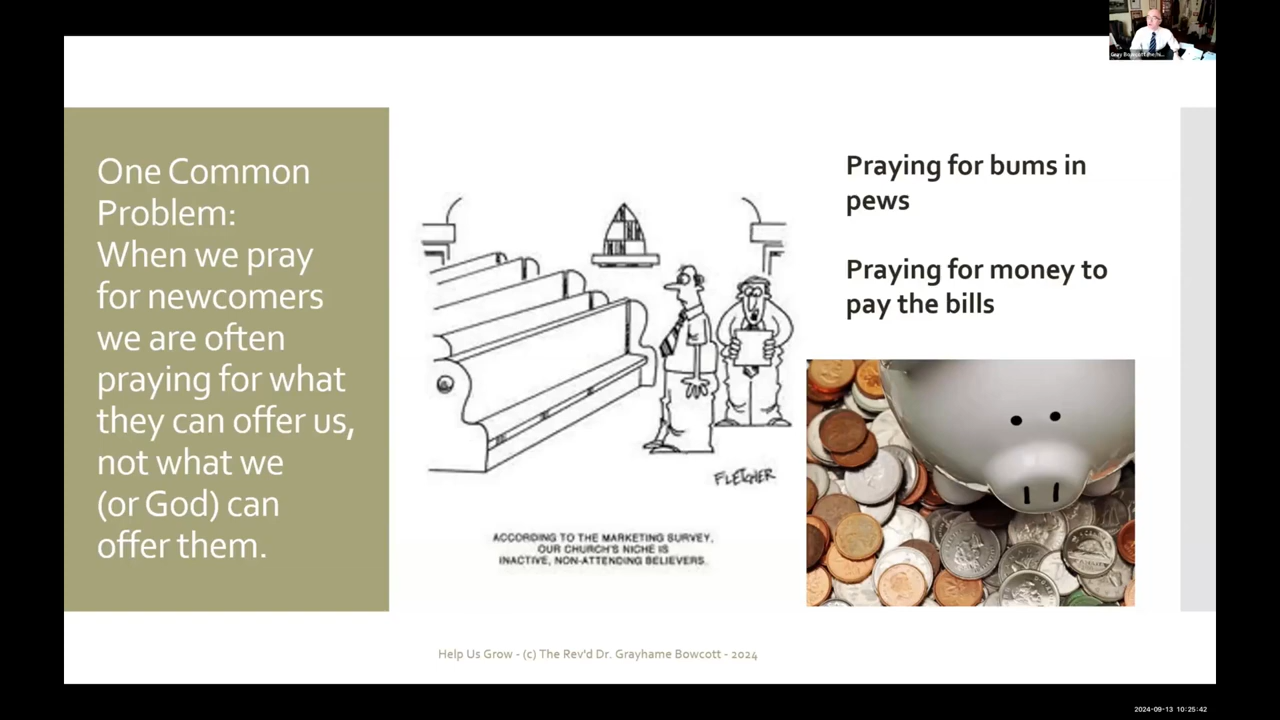 One Common
Problem:
When we pray
for newcomers
we are often
praying for what
they can offer us,
not what we
(or God) can
offer them.
FLETCHER
ACCORDING TO THE MARKETING SURVEY,
OUR CHURCH'S NICHE IS
INACTIVE, NON-ATTENDING BELIEVERS.
Praying for bums in
pews
Praying for money to
pay the bills
Help Us Grow - (c) The Rev'd Dr. Grayhame Bowcott - 2024
2024-09-13 10:25:42